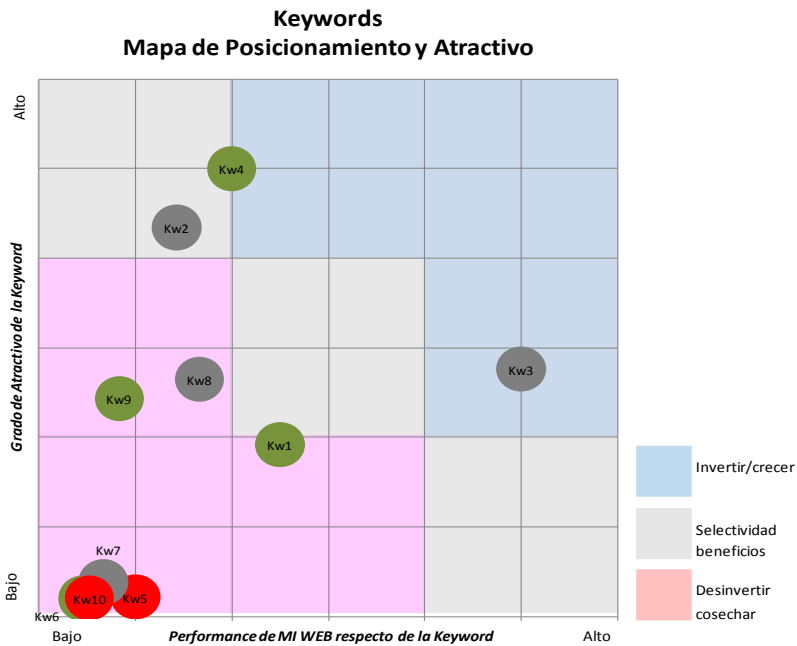 Keywords
Mapa de Posicionamiento y Atractivo
Alto
Grado de Atractivo de la Keyword
Bajo
Kw4
Kw2
Kw3
Kw8
Kw9
Kw1
Kw7
Kw10
Kw5
Kw6
Bajo
Performance de MI WEB respecto de la Keyword
Alto
Invertir/crecer
Selectividad
beneficios
Desinvertir
cosechar